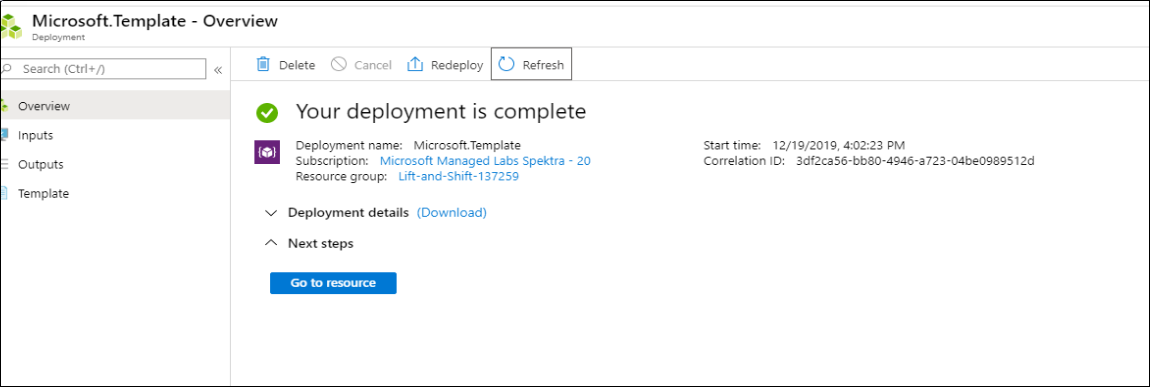 Microsoft.Template - Overview
Deployment
Search (Ctrl+/)
«
Overview
Inputs
Outputs
Template
Delete
Cancel
Redeploy
Refresh
Your deployment is complete
Deployment name: Microsoft.Template
Subscription: Microsoft Managed Labs Spektra - 20
Resource group: Lift-and-Shift-137259
Start time: 12/19/2019, 4:02:23 PM
Correlation ID: 3df2ca56-bb80-4946-a723-04be0989512d
Deployment details (Download)
Next steps
Go to resource